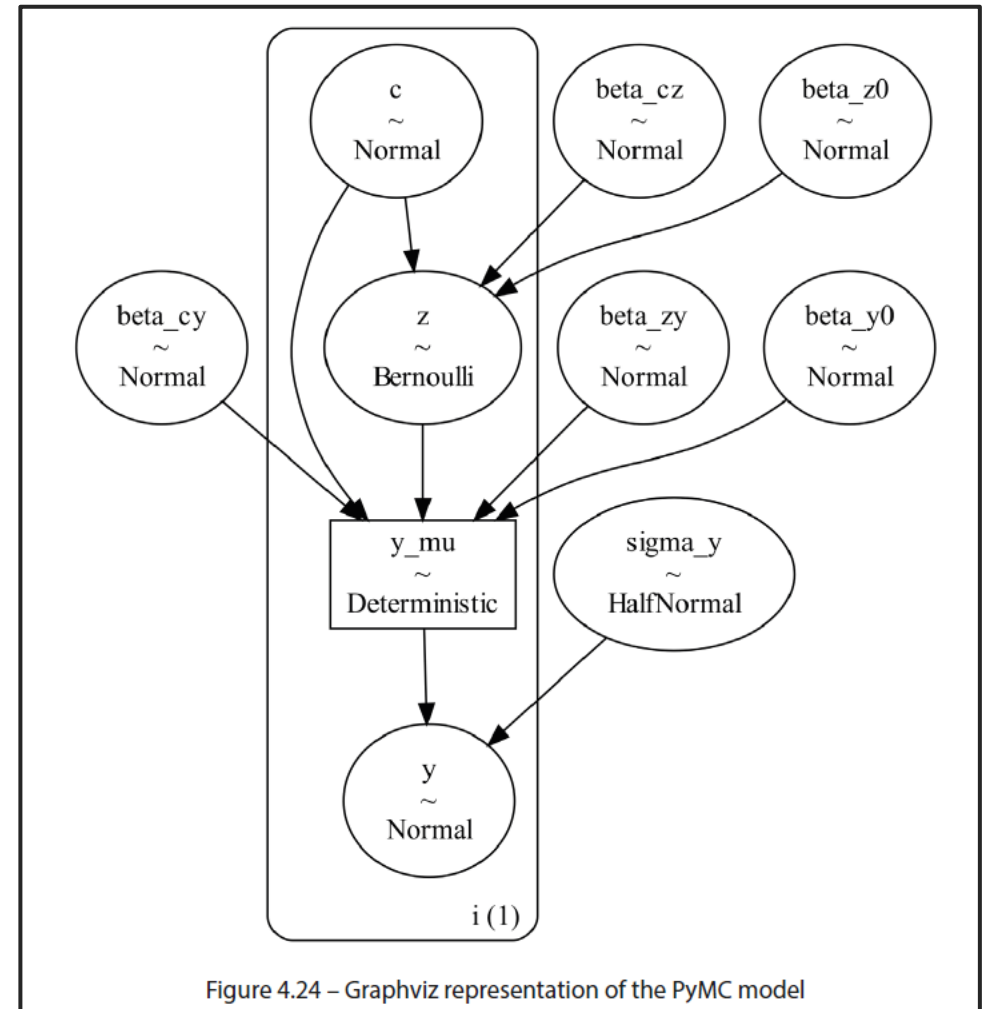 c
~
Normal
beta_cz
~
Normal
beta_z0
~
Normal
beta_cy
~
Normal
z
~
Bernoulli
beta_zy
~
Normal
beta_y0
~
Normal
y_mu
~
Deterministic
sigma_y
~
HalfNormal
y
~
Normal
i (1)
Figure 4.24 – Graphviz representation of the PyMC model